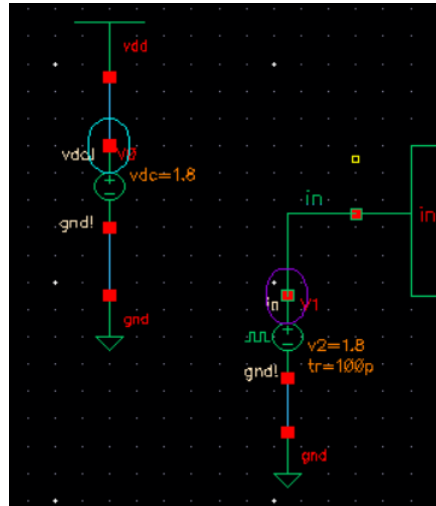 vdd
vdd! V0
vdc=1.8
gnd!
gnd
in
in
in V1
v2=1.8
tr=100p
gnd!
gnd